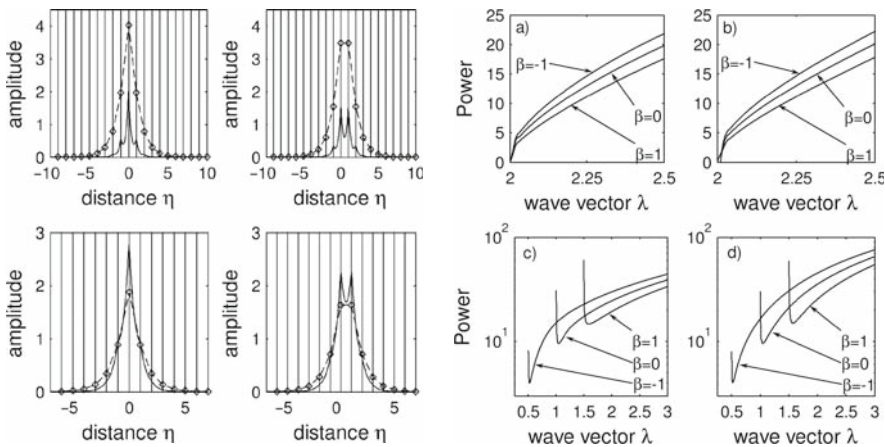 amplitude
4
3
2
1
0
−10 −5 0 5 10
distance η
amplitude
4
3
2
1
0
−10 −5 0 5 10
distance η
amplitude
3
2
1
0
−5 0 5
distance η
amplitude
3
2
1
0
−5 0 5
distance η
a)
Power
25
20
15
10
5
0
β=-1
β=0
β=1
2 2.25 2.5
wave vector λ
b)
25
20
15
10
5
0
β=-1
β=0
β=1
2 2.25 2.5
wave vector λ
c)
Power
10²
10¹
β=1
β=0
β=-1
0.5 1 1.5 2 2.5 3
wave vector λ
d)
10²
10¹
β=1
β=0
β=-1
0.5 1 1.5 2 2.5 3
wave vector λ